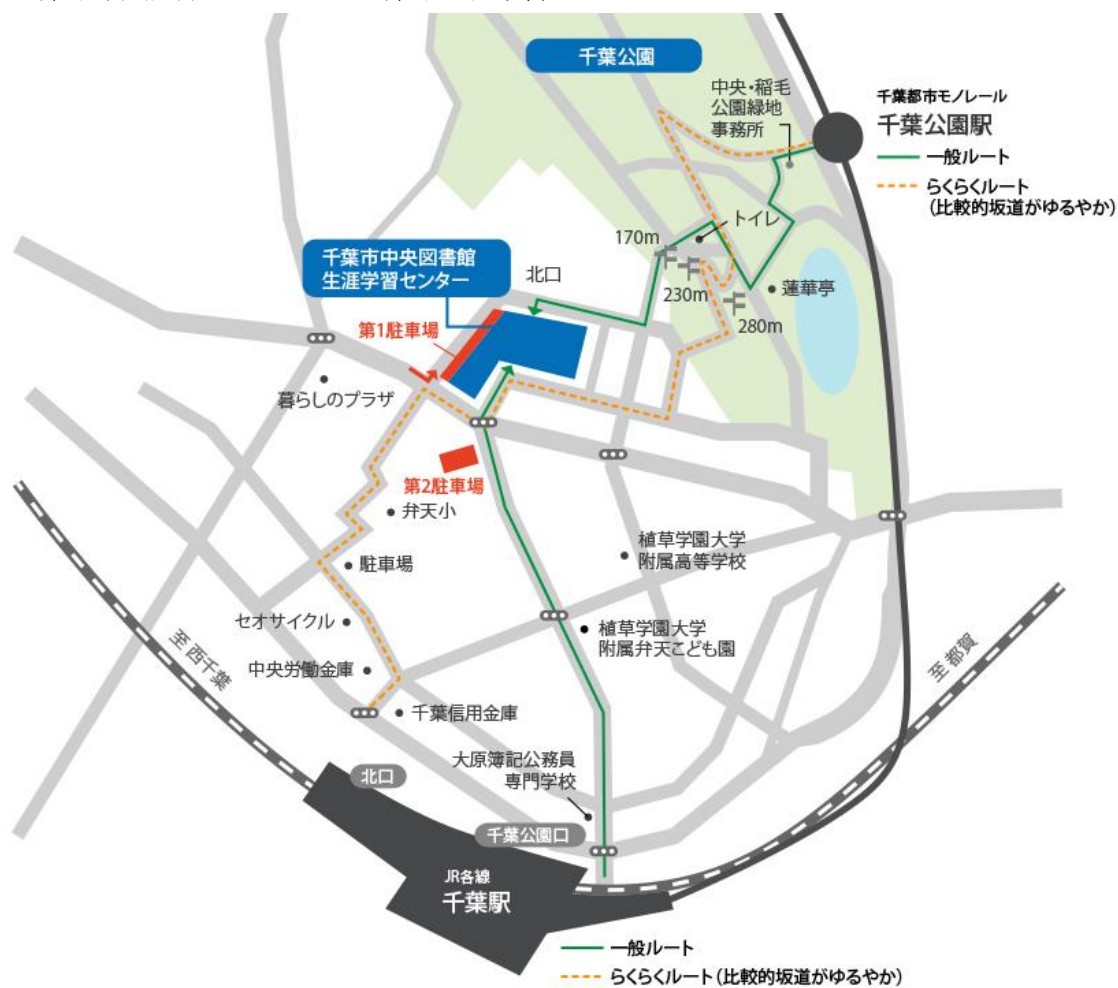 千葉公園
中央・稲毛
公園緑地
事務所
千葉都市モノレール
千葉公園駅
一般ルート
らくらくルート
(比較的坂道がゆるやか)
トイレ
170m
230m
280m
蓮華亭
千葉市中央図書館
生涯学習センター
北口
第1駐車場
暮らしのプラザ
第2駐車場
弁天小
駐車場
植草学園大学
附属高等学校
セオサイクル
植草学園大学
附属弁天こども園
中央労働金庫
至西千葉
至都賀
千葉信用金庫
大原簿記公務員
専門学校
北口
千葉公園口
JR各線
千葉駅
一般ルート
らくらくルート(比較的坂道がゆるやか)